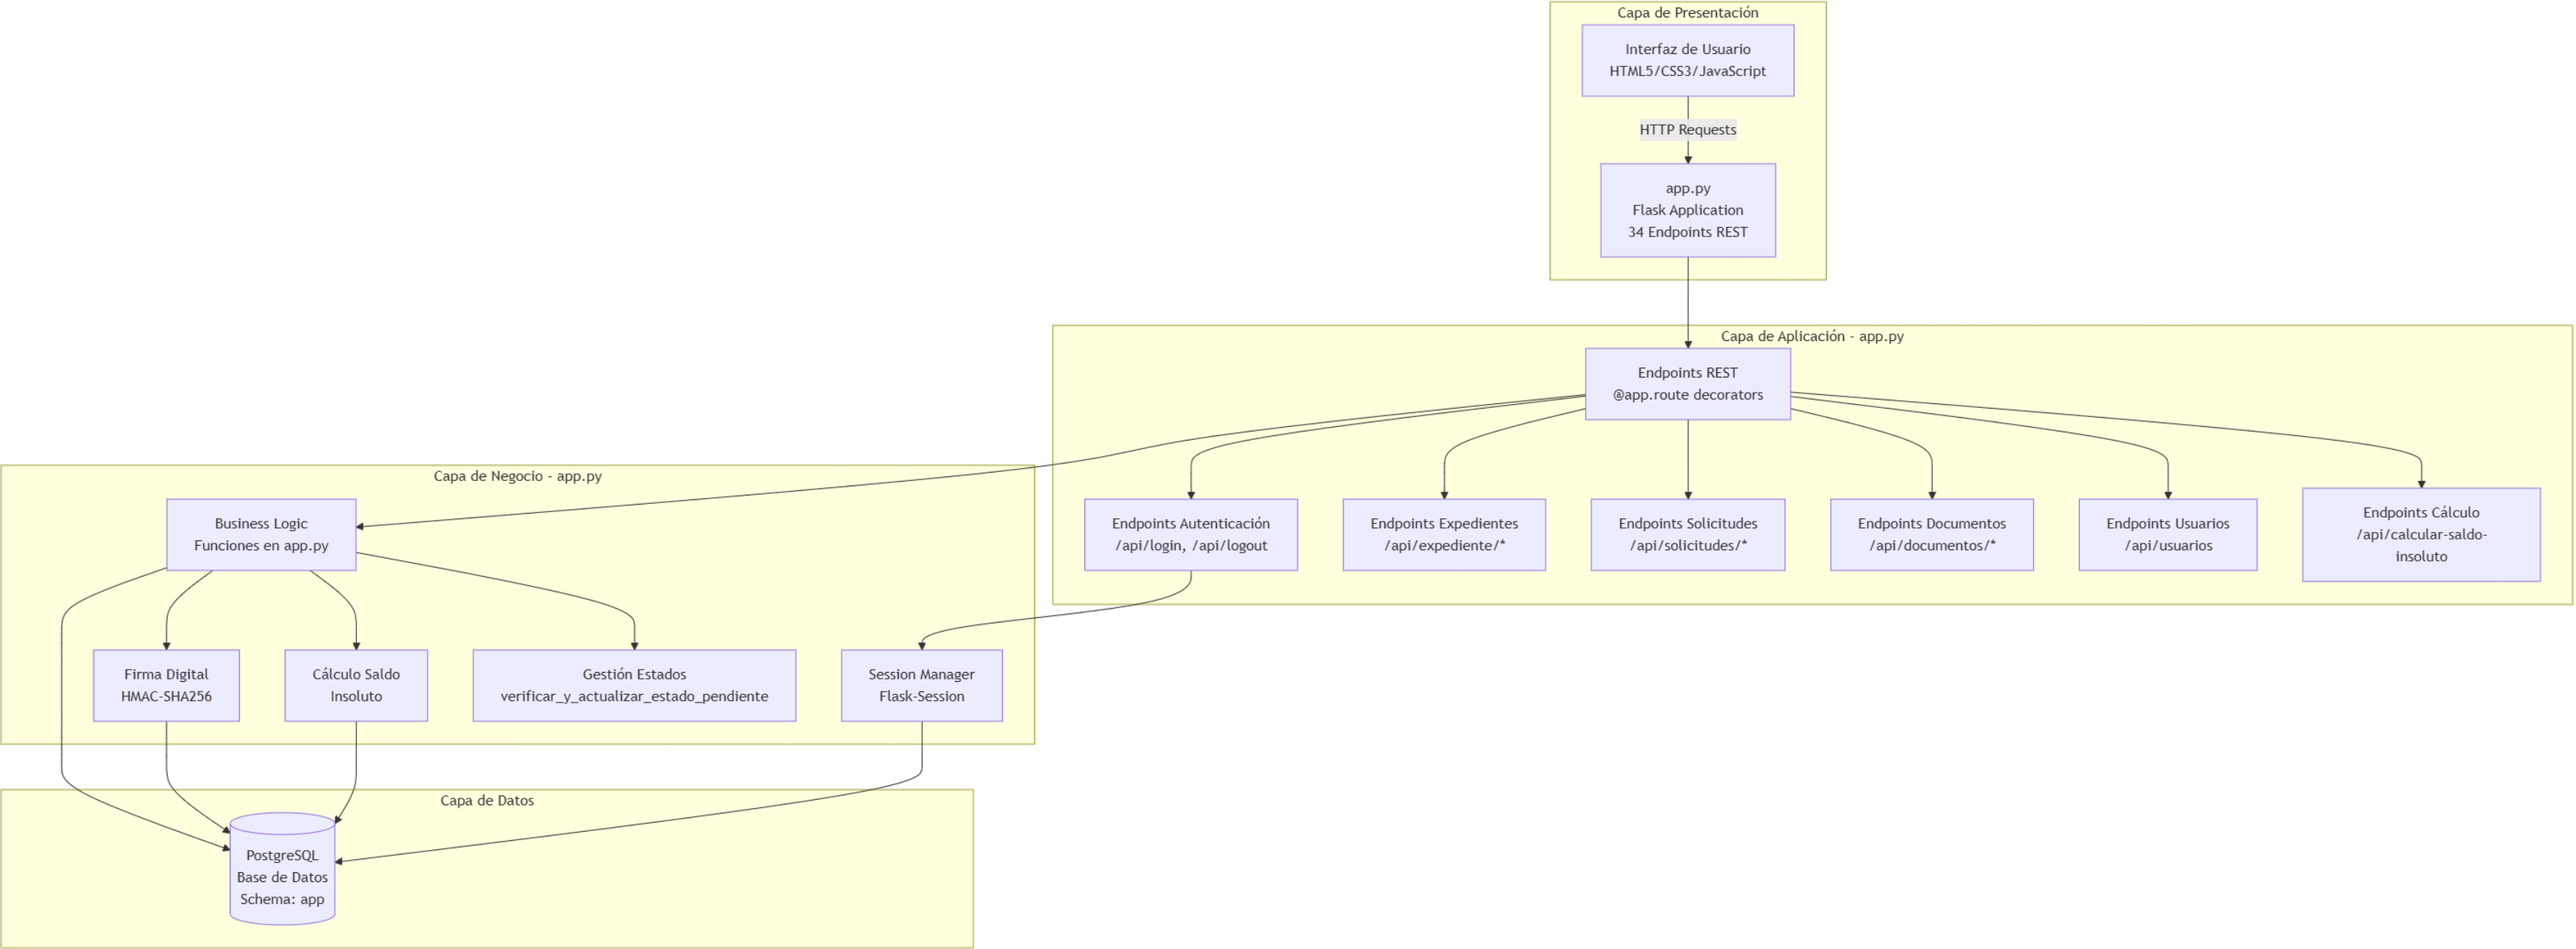 Capa de Presentación
Interfaz de Usuario
HTML5/CSS3/JavaScript
HTTP Requests
app.py
Flask Application
34 Endpoints REST
Capa de Aplicación - app.py
Endpoints REST
@app.route decorators
Endpoints Autenticación
/api/login, /api/logout
Endpoints Expedientes
/api/expediente/*
Endpoints Solicitudes
/api/solicitudes/*
Endpoints Documentos
/api/documentos/*
Endpoints Usuarios
/api/usuarios
Endpoints Cálculo
/api/calcular-saldo-
insoluto
Capa de Negocio - app.py
Business Logic
Funciones en app.py
Firma Digital
HMAC-SHA256
Cálculo Saldo
Insoluto
Gestión Estados
verificar_y_actualizar_estado_pendiente
Session Manager
Flask-Session
Capa de Datos
PostgreSQL
Base de Datos
Schema: app